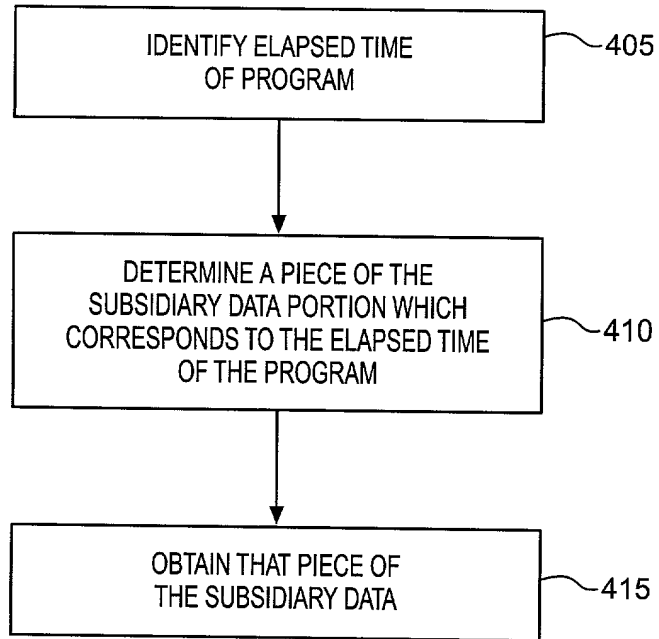 IDENTIFY ELAPSED TIME
OF PROGRAM
405
DETERMINE A PIECE OF THE
SUBSIDIARY DATA PORTION WHICH
CORRESPONDS TO THE ELAPSED TIME
OF THE PROGRAM
410
OBTAIN THAT PIECE OF
THE SUBSIDIARY DATA
415